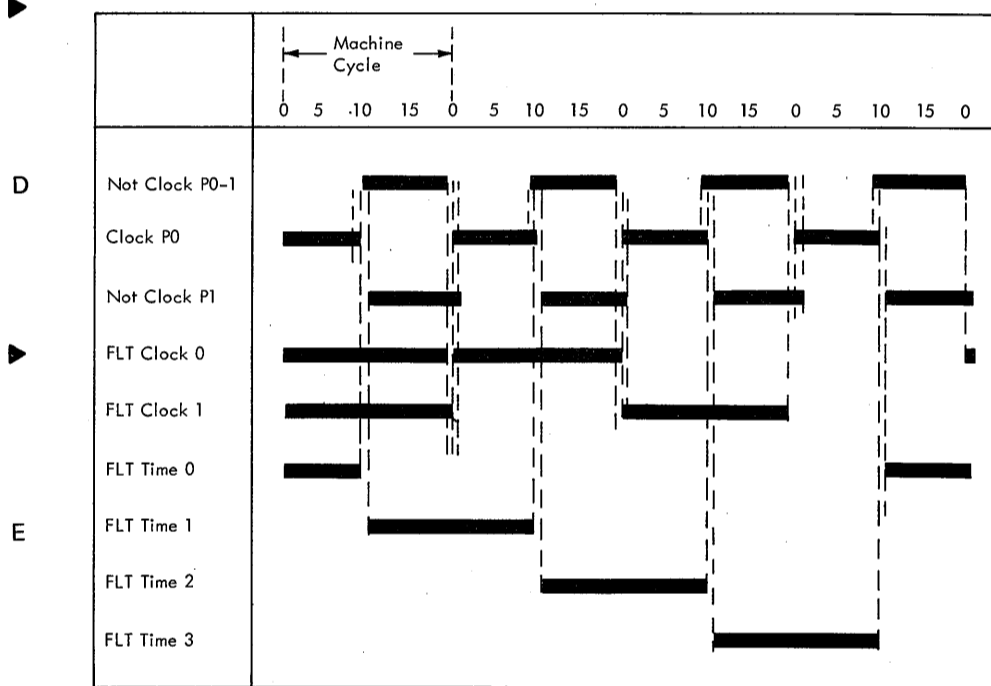 Machine
Cycle
0 5 10 15 0 5 10 15 0 5 10 15 0 5 10 15 0
D
Not Clock P0-1
Clock P0
Not Clock P1
FLT Clock 0
FLT Clock 1
FLT Time 0
E
FLT Time 1
FLT Time 2
FLT Time 3